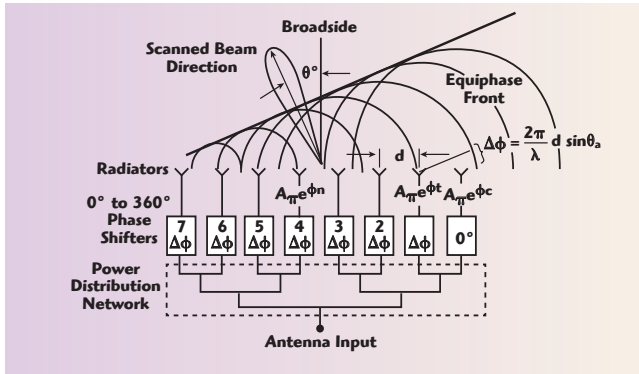 Broadside
Scanned Beam
Direction
θ°
Equiphase
Front
d
Δϕ = 2π/λ d sinθa
Radiators
Aπeϕn
Aπeϕt
Aπeϕc
0° to 360°
Phase
Shifters
7 Δϕ
6 Δϕ
5 Δϕ
4 Δϕ
3 Δϕ
2 Δϕ
Δϕ
0°
Power
Distribution
Network
Antenna Input